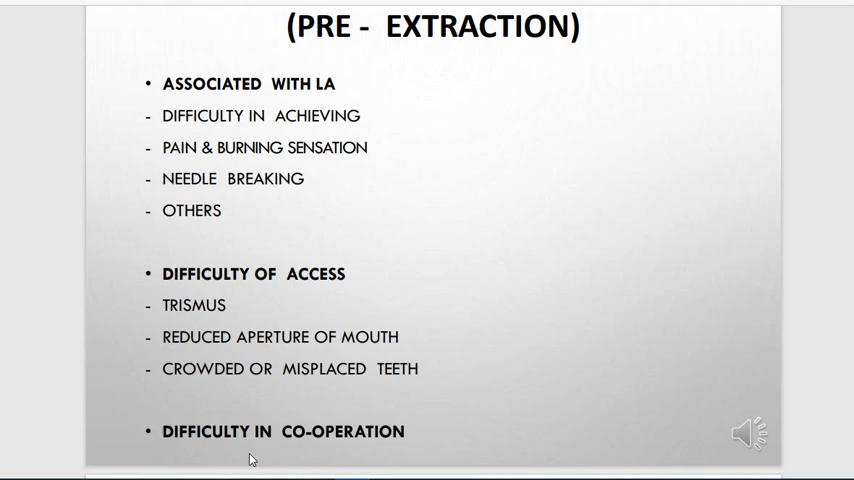 (PRE - EXTRACTION)
• ASSOCIATED WITH LA
- DIFFICULTY IN ACHIEVING
- PAIN & BURNING SENSATION
- NEEDLE BREAKING
- OTHERS
• DIFFICULTY OF ACCESS
- TRISMUS
- REDUCED APERTURE OF MOUTH
- CROWDED OR MISPLACED TEETH
• DIFFICULTY IN CO-OPERATION